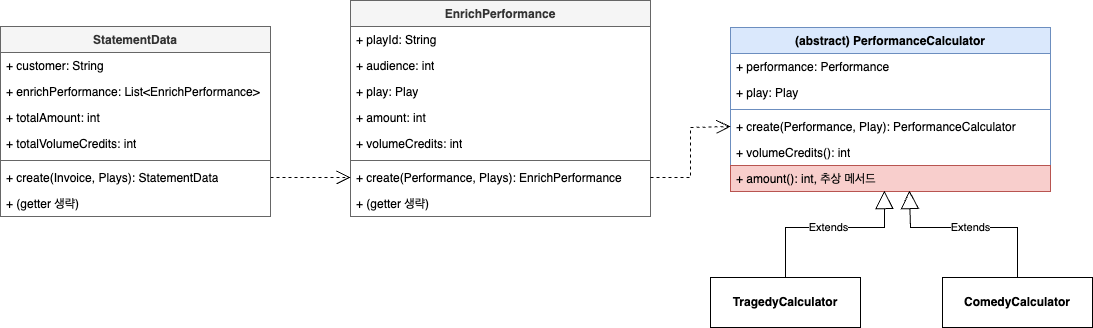 StatementData
+ customer: String
+ enrichPerformance: List<EnrichPerformance>
+ totalAmount: int
+ totalVolumeCredits: int
+ create(Invoice, Plays): StatementData
+ (getter 생략)
EnrichPerformance
+ playId: String
+ audience: int
+ play: Play
+ amount: int
+ volumeCredits: int
+ create(Performance, Plays): EnrichPerformance
+ (getter 생략)
(abstract) PerformanceCalculator
+ performance: Performance
+ play: Play
+ create(Performance, Play): PerformanceCalculator
+ volumeCredits(): int
+ amount(): int, 추상 메서드
Extends
Extends
TragedyCalculator
ComedyCalculator